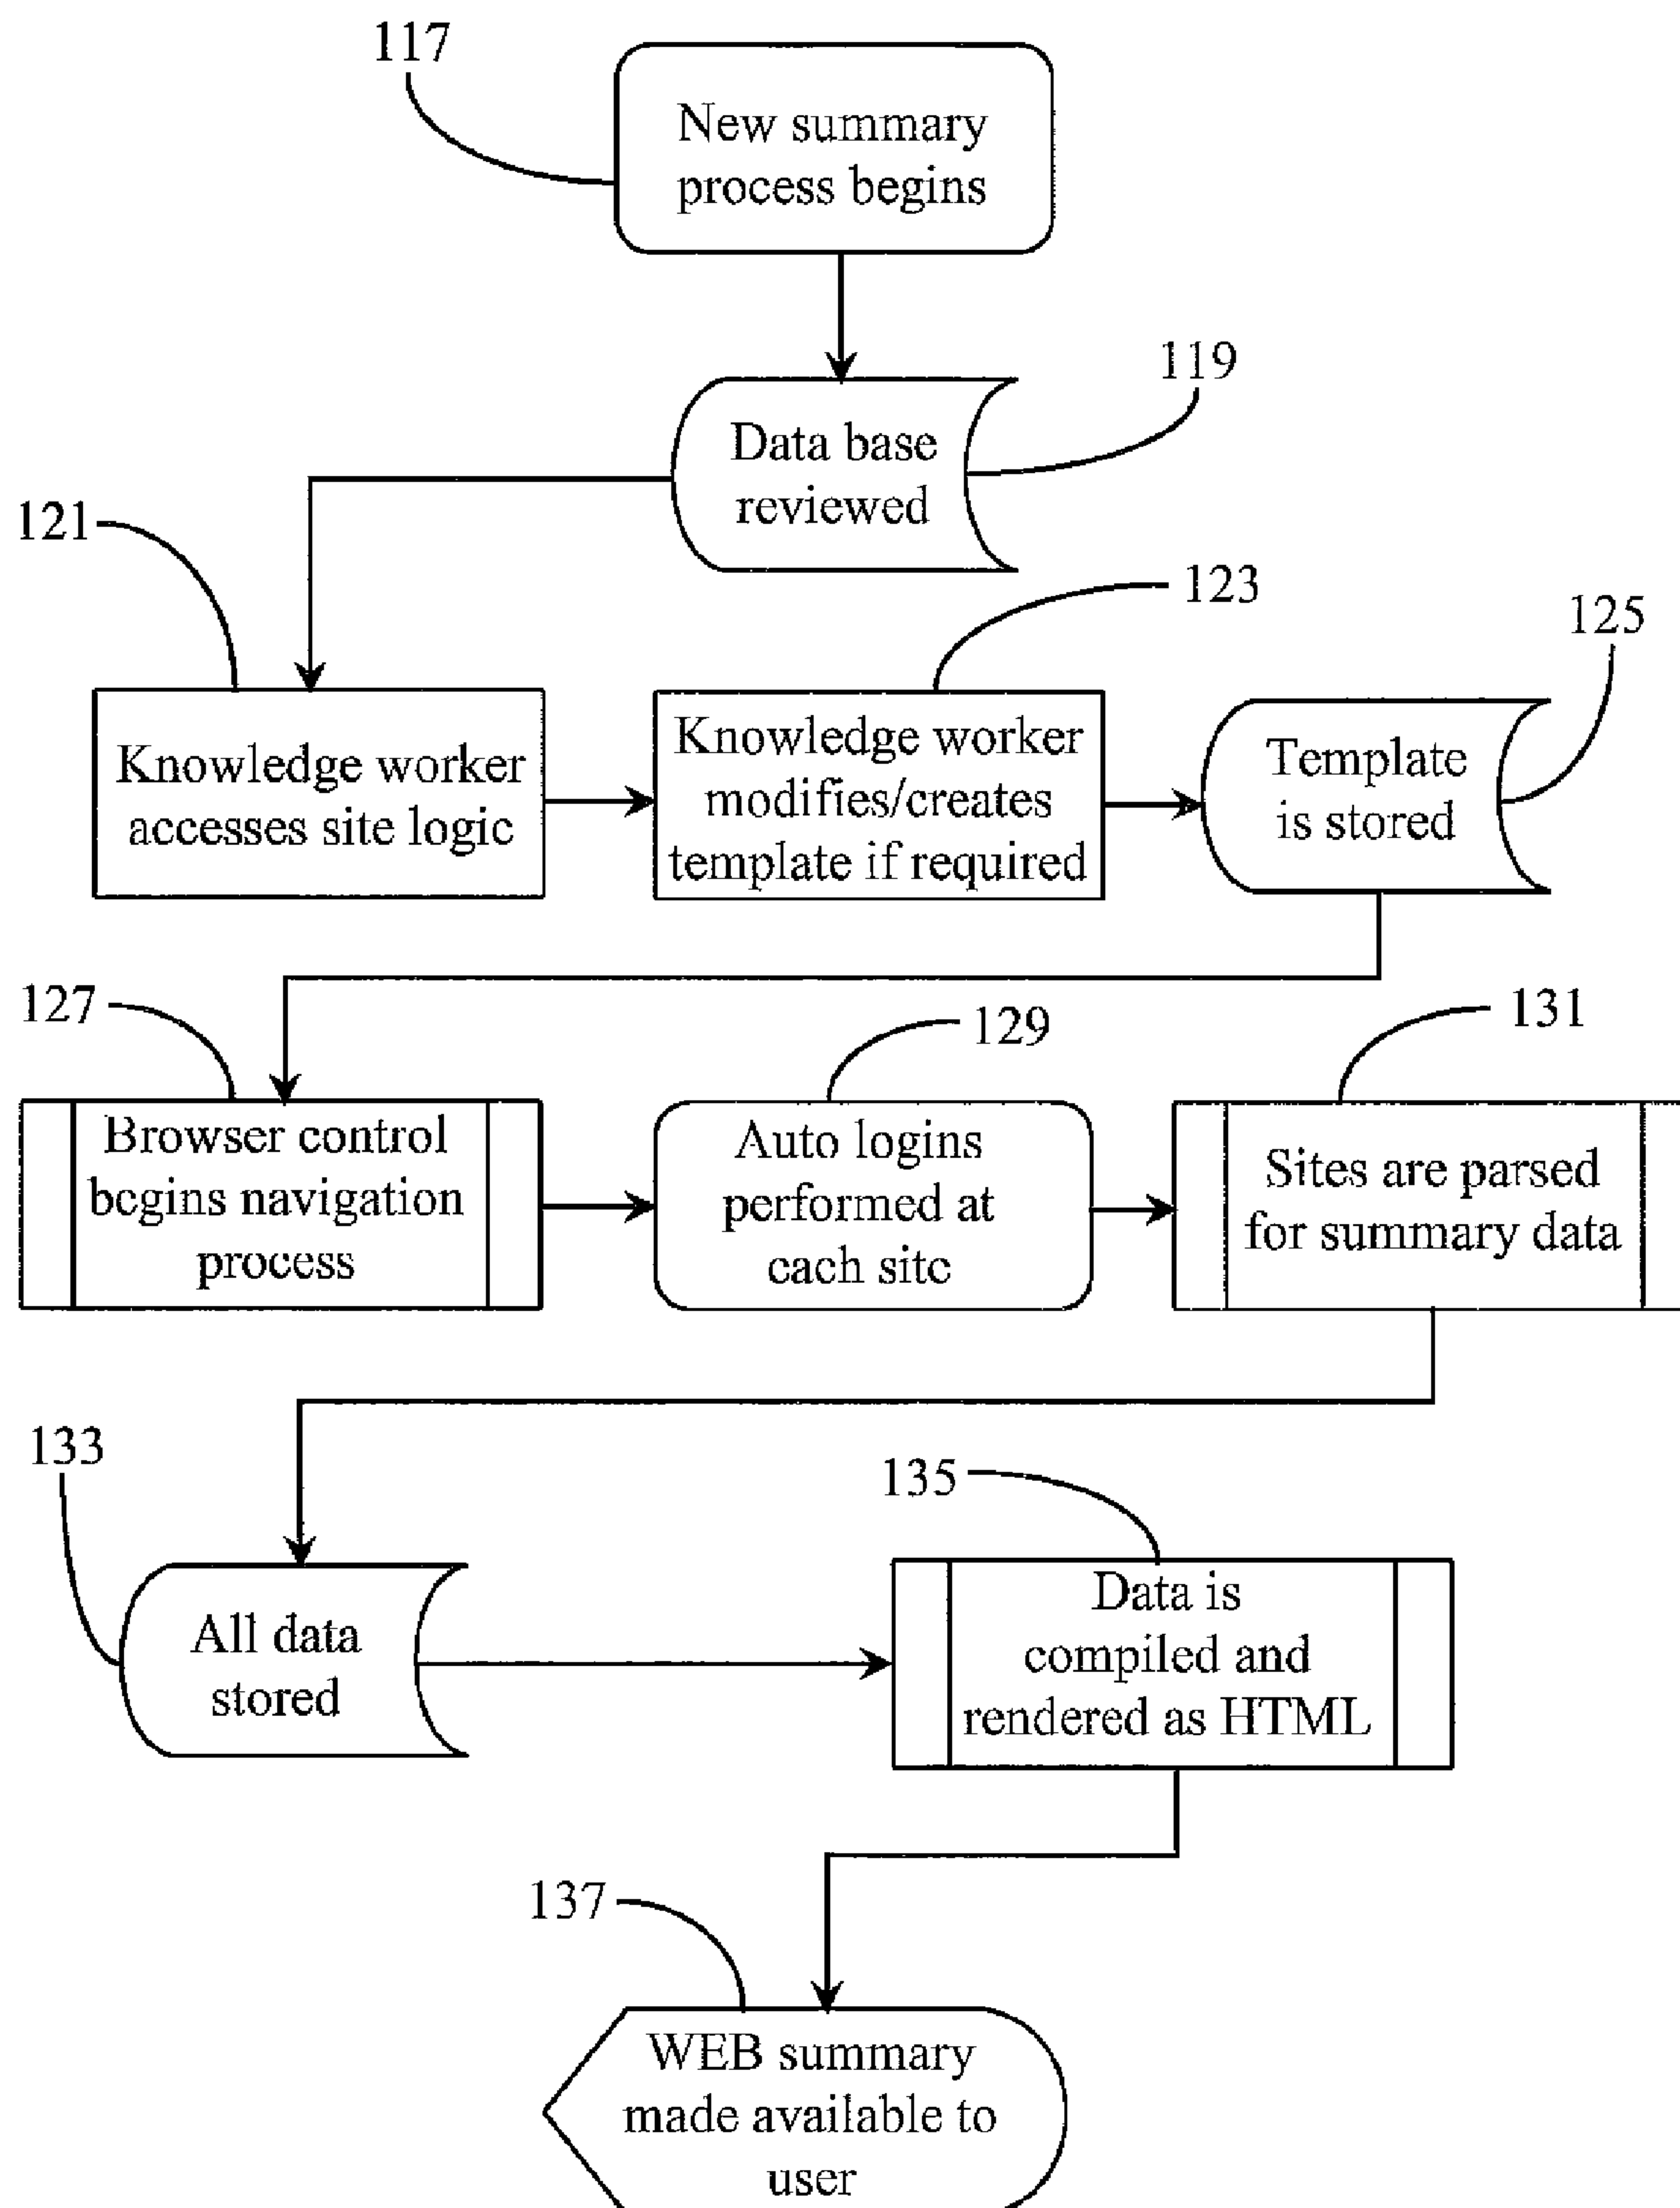 117
New summary
process begins
119
Data base
reviewed
121
Knowledge worker
accesses site logic
123
Knowledge worker
modifies/creates
template if required
125
Template
is stored
127
Browser control
begins navigation
process
129
Auto logins
performed at
each site
131
Sites are parsed
for summary data
133
All data
stored
135
Data is
compiled and
rendered as HTML
137
WEB summary
made available to
user